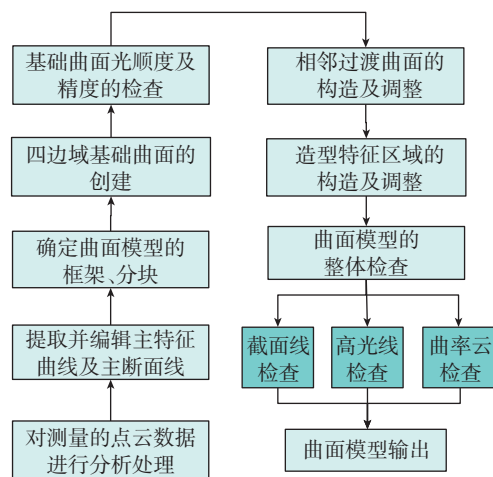 基础曲面光顺度及
精度的检查
四边域基础曲面的
创建
确定曲面模型的
框架、分块
提取并编辑主特征
曲线及主断面线
对测量的点云数据
进行分析处理
相邻过渡曲面的
构造及调整
造型特征区域的
构造及调整
曲面模型的
整体检查
截面线
检查
高光线
检查
曲率云
检查
曲面模型输出